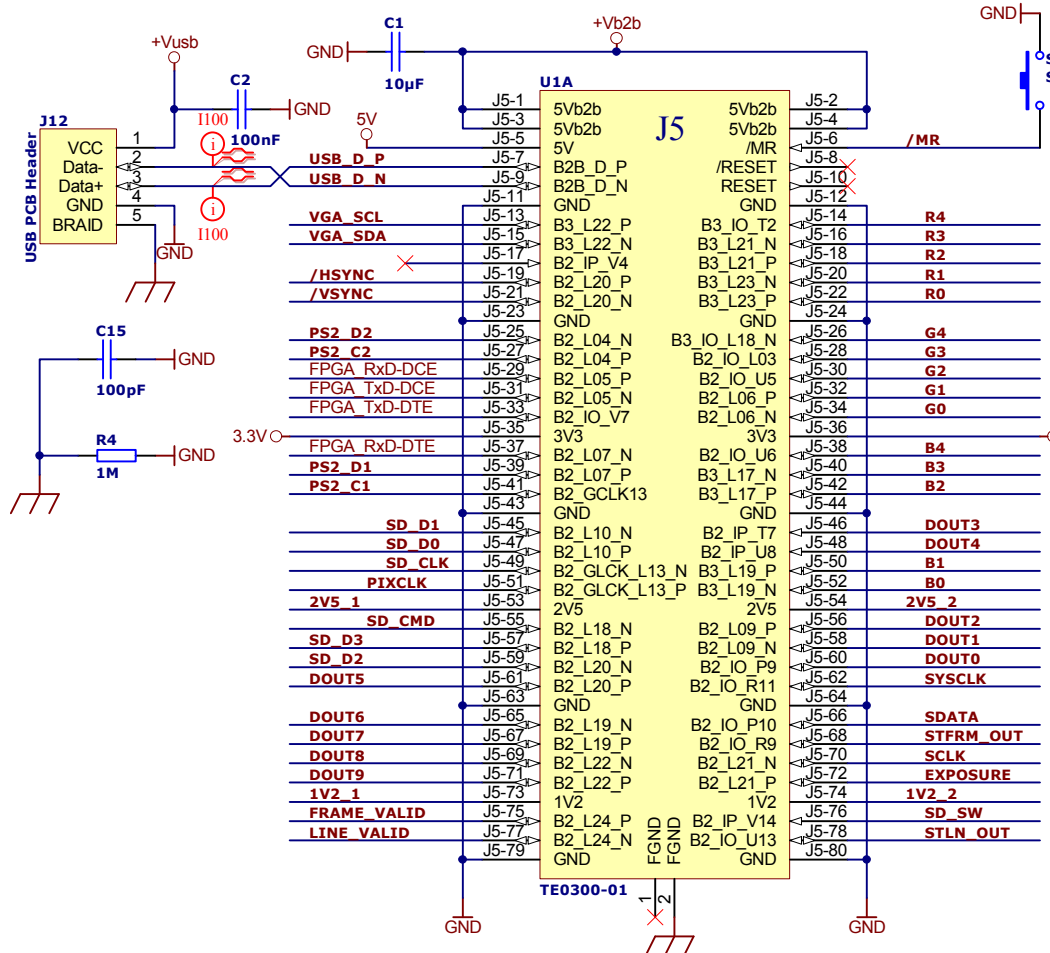 GND
C1
10µF
+Vb2b
GND
+Vusb
C2
GND
100nF
I100
I100
J12
USB PCB Header
VCC 1
Data- 2
Data+ 3
GND 4
BRAID 5
GND
5V
U1A
J5
J5-1 5Vb2b 5Vb2b J5-2
J5-3 5Vb2b 5Vb2b J5-4
J5-5 5V /MR J5-6 /MR
USB_D_P J5-7 B2B_D_P /RESET J5-8
USB_D_N J5-9 B2B_D_N RESET J5-10
J5-11 GND GND J5-12
VGA_SCL J5-13 B3_L22_P B3_IO_T2 J5-14 R4
VGA_SDA J5-15 B3_L22_N B3_L21_N J5-16 R3
J5-17 B2_IP_V4 B3_L21_P J5-18 R2
/HSYNC J5-19 B2_L20_P B3_L23_N J5-20 R1
/VSYNC J5-21 B2_L20_N B3_L23_P J5-22 R0
J5-23 GND GND J5-24
PS2_D2 J5-25 B2_L04_N B3_IO_L18_N J5-26 G4
PS2_C2 J5-27 B2_L04_P B2_IO_L03 J5-28 G3
FPGA_RxD-DCE J5-29 B2_L05_P B2_IO_U5 J5-30 G2
FPGA_TxD-DCE J5-31 B2_L05_N B2_L06_P J5-32 G1
FPGA_TxD-DTE J5-33 B2_IO_V7 B2_L06_N J5-34 G0
3.3V J5-35 3V3 3V3 J5-36
FPGA_RxD-DTE J5-37 B2_L07_N B2_IO_U6 J5-38 B4
PS2_D1 J5-39 B2_L07_P B3_L17_N J5-40 B3
PS2_C1 J5-41 B2_GCLK13 B3_L17_P J5-42 B2
J5-43 GND GND J5-44
SD_D1 J5-45 B2_L10_N B2_IP_T7 J5-46 DOUT3
SD_D0 J5-47 B2_L10_P B2_IP_U8 J5-48 DOUT4
SD_CLK J5-49 B2_GLCK_L13_N B3_L19_P J5-50 B1
PIXCLK J5-51 B2_GLCK_L13_P B3_L19_N J5-52 B0
2V5_1 J5-53 2V5 2V5 J5-54 2V5_2
SD_CMD J5-55 B2_L18_N B2_L09_P J5-56 DOUT2
SD_D3 J5-57 B2_L18_P B2_L09_N J5-58 DOUT1
SD_D2 J5-59 B2_L20_N B2_IO_P9 J5-60 DOUT0
DOUT5 J5-61 B2_L20_P B2_IO_R11 J5-62 SYSCLK
J5-63 GND GND J5-64
DOUT6 J5-65 B2_L19_N B2_IO_P10 J5-66 SDATA
DOUT7 J5-67 B2_L19_P B2_IO_R9 J5-68 STFRM_OUT
DOUT8 J5-69 B2_L22_N B2_L21_N J5-70 SCLK
DOUT9 J5-71 B2_L22_P B2_L21_P J5-72 EXPOSURE
1V2_1 J5-73 1V2 1V2 J5-74 1V2_2
FRAME_VALID J5-75 B2_L24_P B2_IP_V14 J5-76 SD_SW
LINE_VALID J5-77 B2_L24_N B2_IO_U13 J5-78 STLN_OUT
J5-79 GND GND J5-80
FGND 1
FGND 2
TE0300-01
GND
GND
C15
GND
100pF
R4
GND
1M